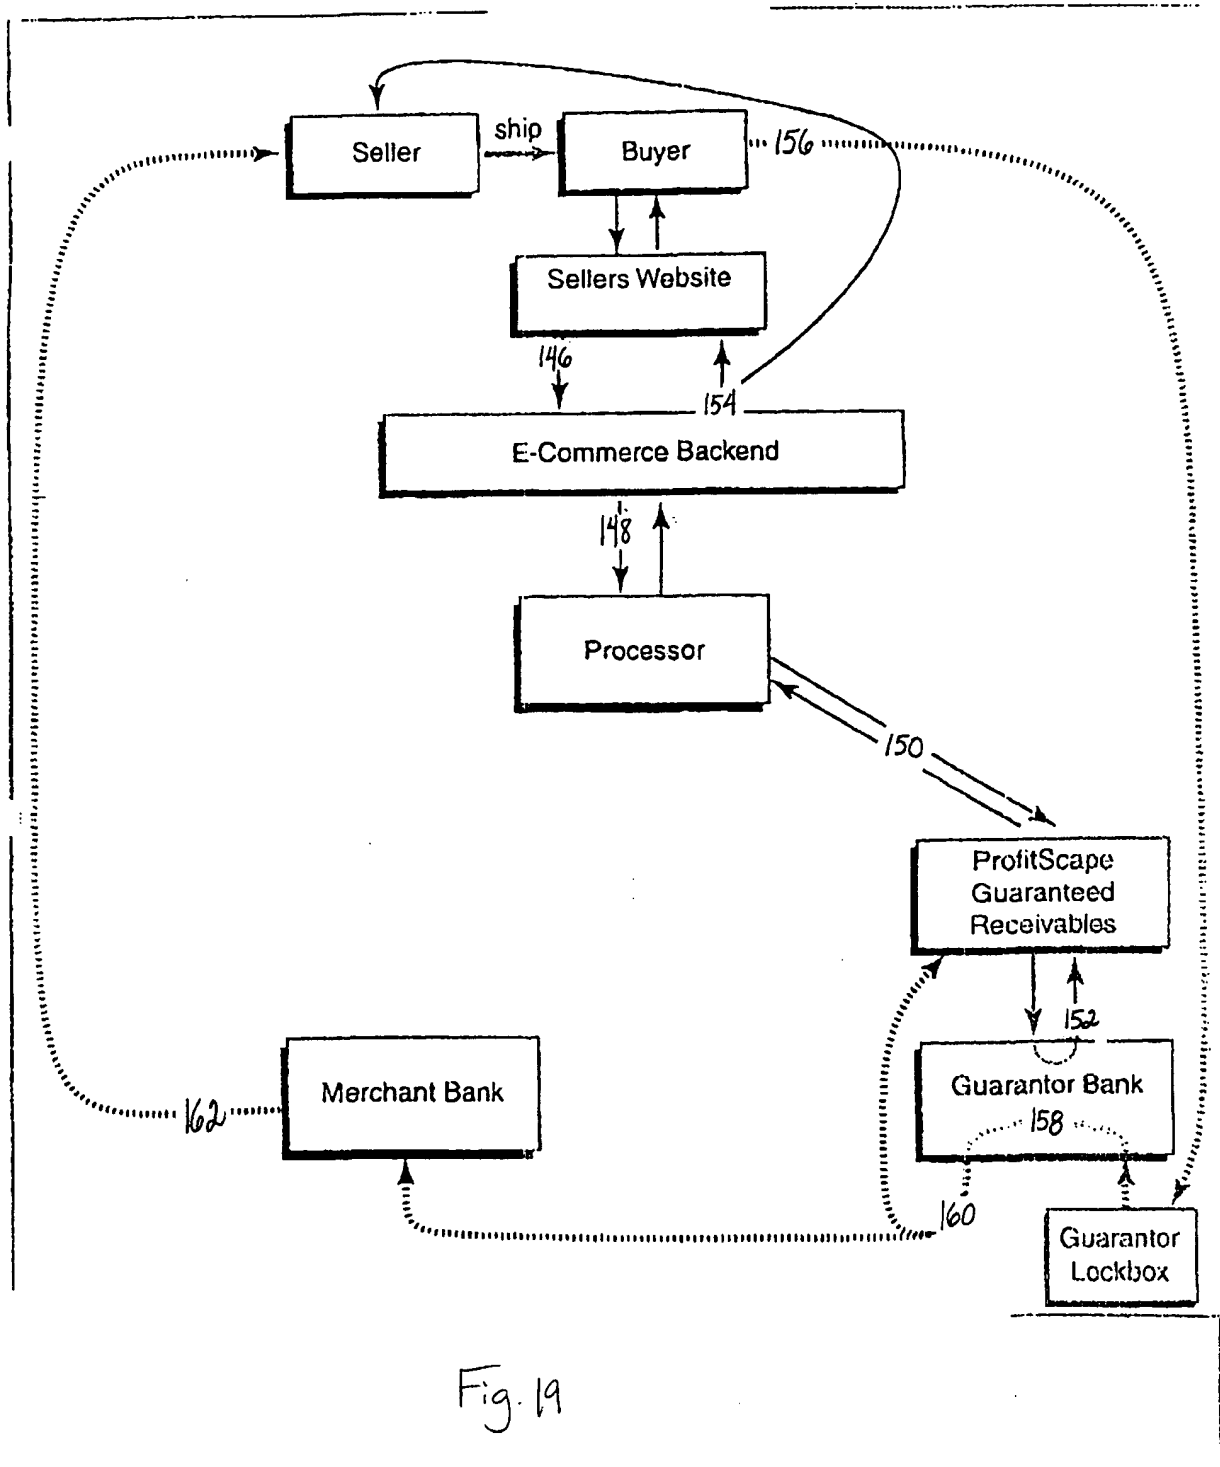 ship
Seller
Buyer
156
Sellers Website
146
154
E-Commerce Backend
148
Processor
150
ProfitScape
Guaranteed
Receivables
152
Guarantor Bank
158
Merchant Bank
162
160
Guarantor
Lockbox
Fig. 19